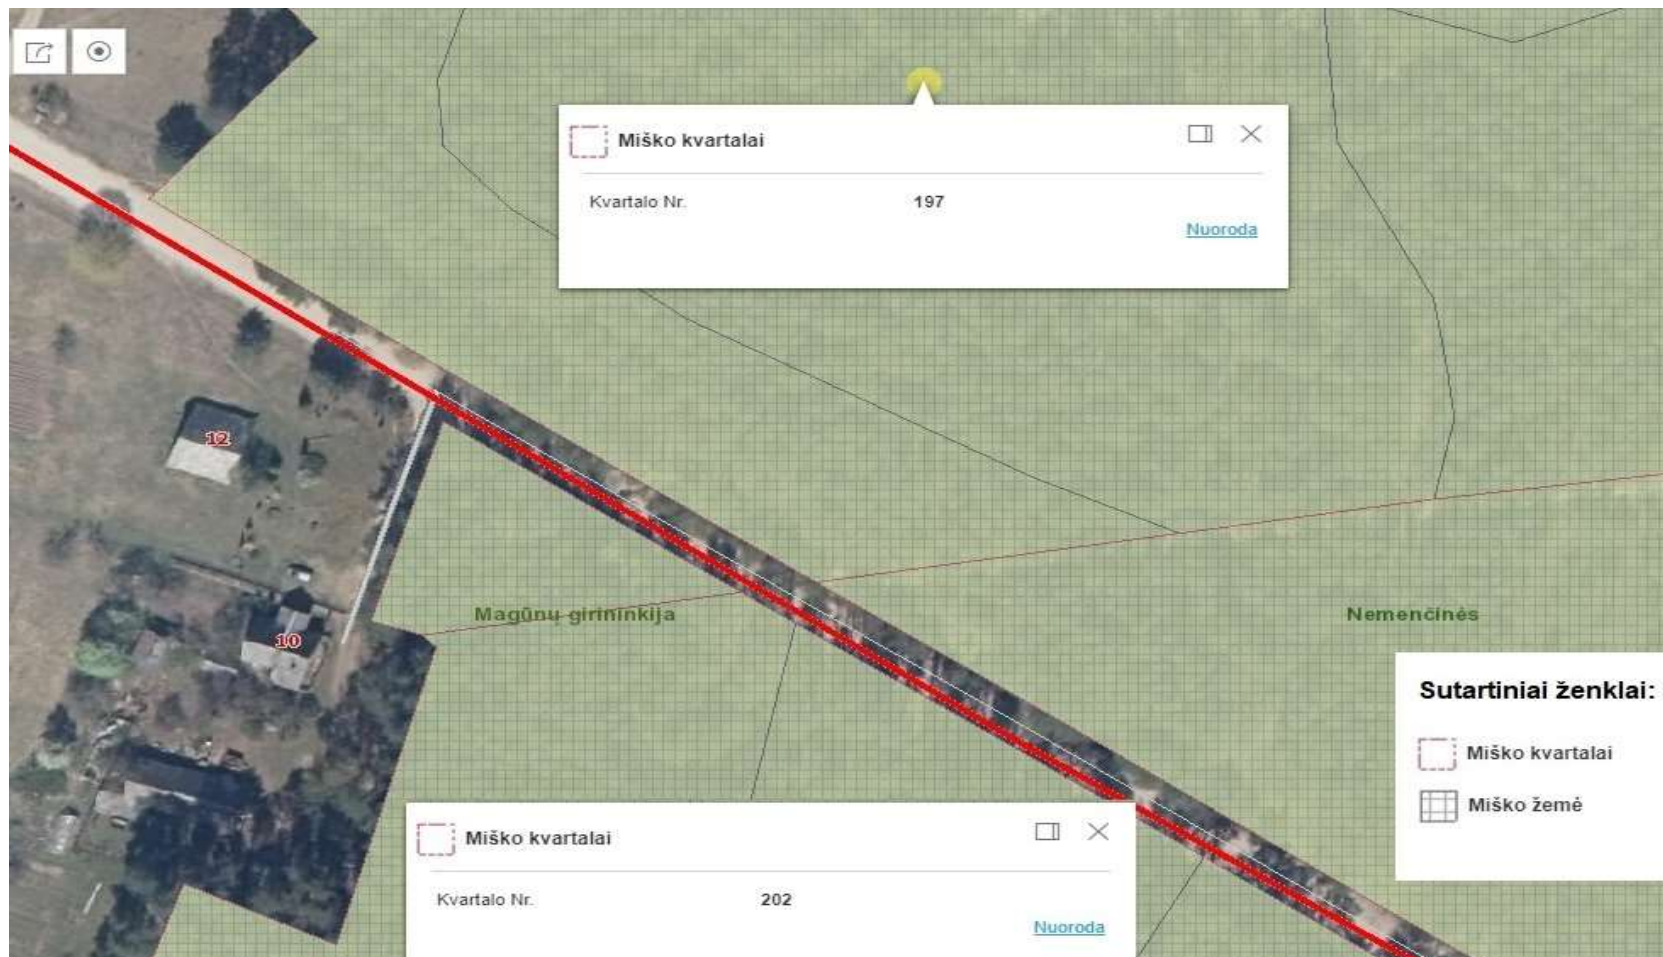 Miško kvartalai
Kvartalo Nr. 197
Nuoroda
12
10
Magūnų girininkija
Nemenčinės
Sutartiniai ženklai:
Miško kvartalai
Miško žemė
Miško kvartalai
Kvartalo Nr. 202
Nuoroda